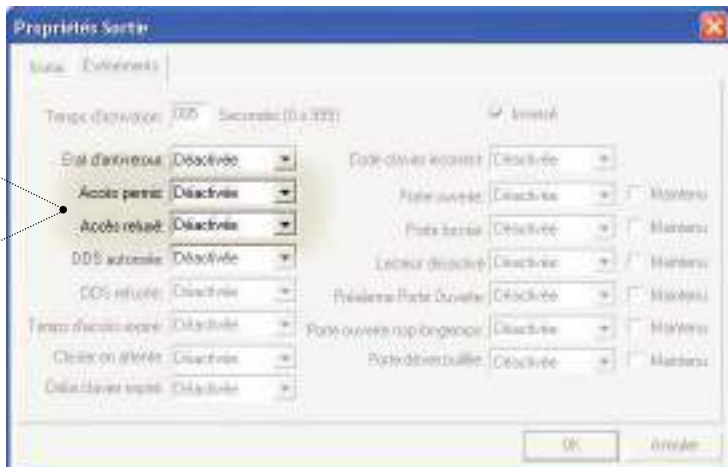 Propriétés Sortie
Événements
Temps d'activation: 005 Secondes (0 à 999) Inversé
État d'antiretour: Désactivée
Code clavier incorrect: Désactivée
Accès permis: Désactivée
Porte ouverte: Désactivée Maintenu
Accès refusé: Désactivée
Porte forcée: Désactivée Maintenu
DDS autorisée: Désactivée
Lecteur désactivé: Désactivée Maintenu
DDS refusée: Désactivée
Préalarme Porte Ouverte: Désactivée Maintenu
Temps d'accès expiré: Désactivée
Porte ouverte trop longtemps: Désactivée Maintenu
Clavier en attente: Désactivée
Porte déverrouillée: Désactivée Maintenu
Délai clavier expiré: Désactivée
OK Annuler